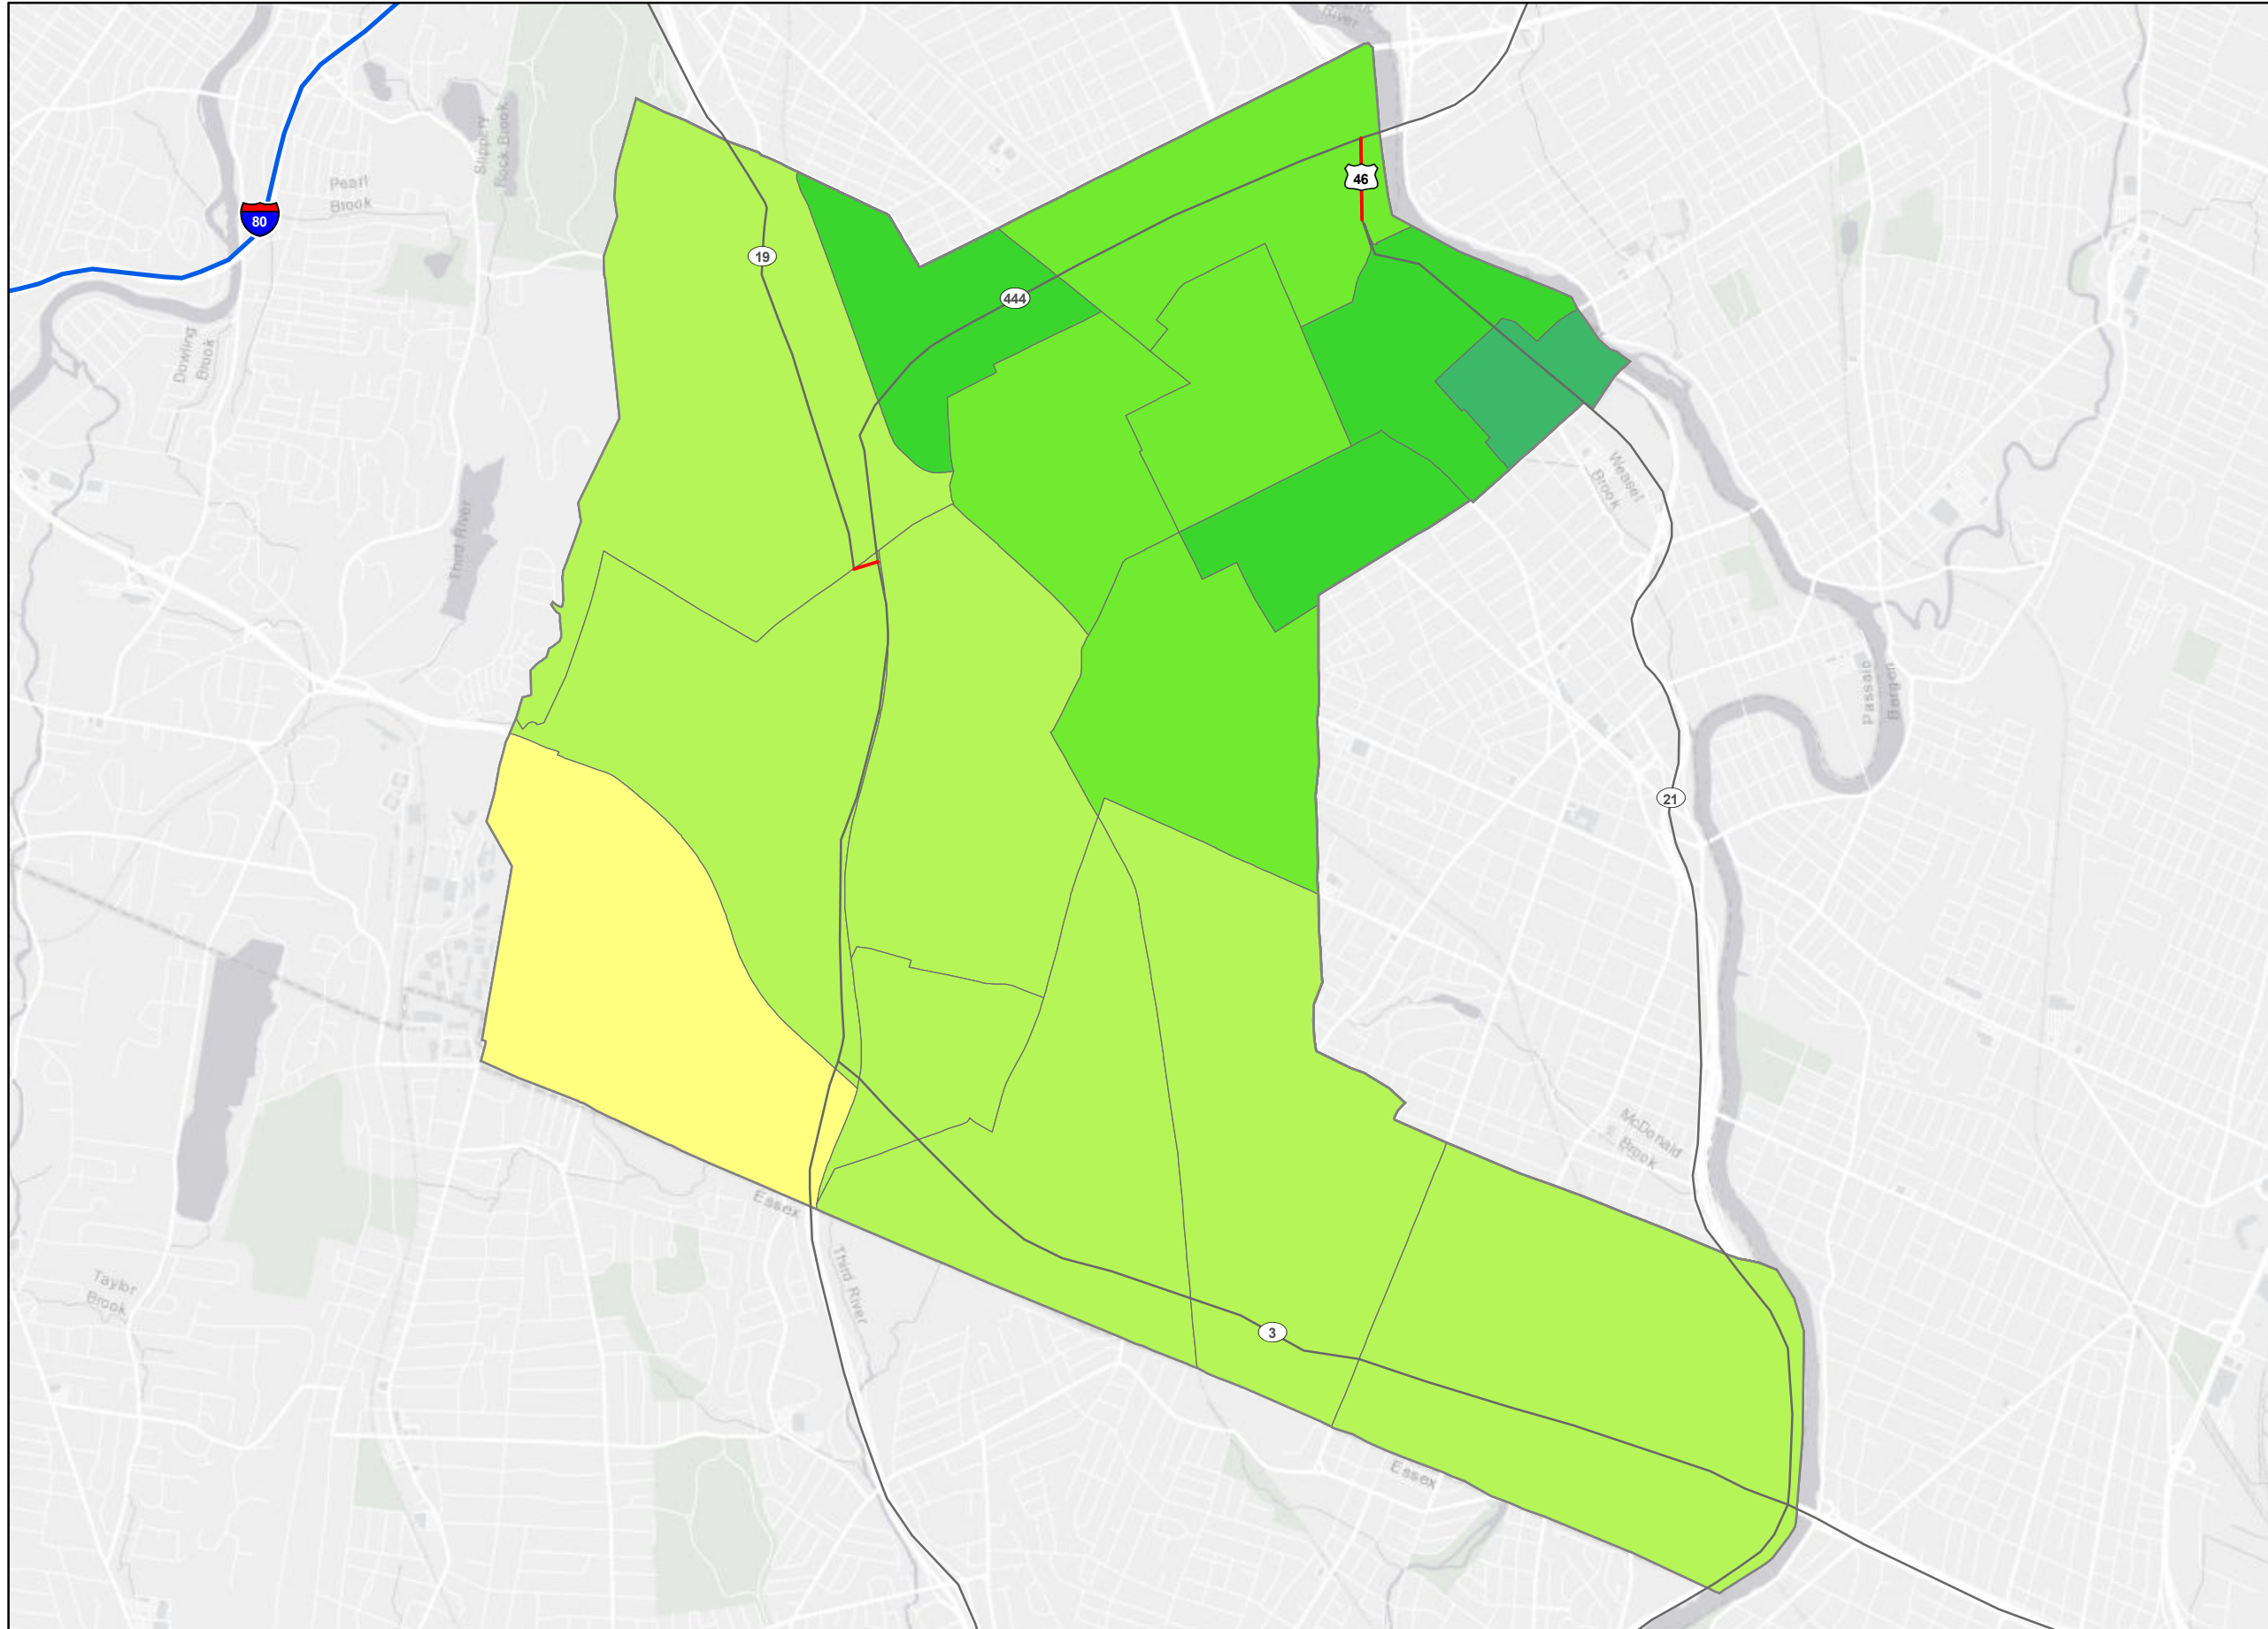 River
Slippery
Rock Brook
Pearl
Brook
46
80
19
444
Dowling
Brook
Weasel
Brook
Third River
Passaic
Bergen
21
McDonald
Brook
Essex
Third River
Taylor
Brook
3
Essex